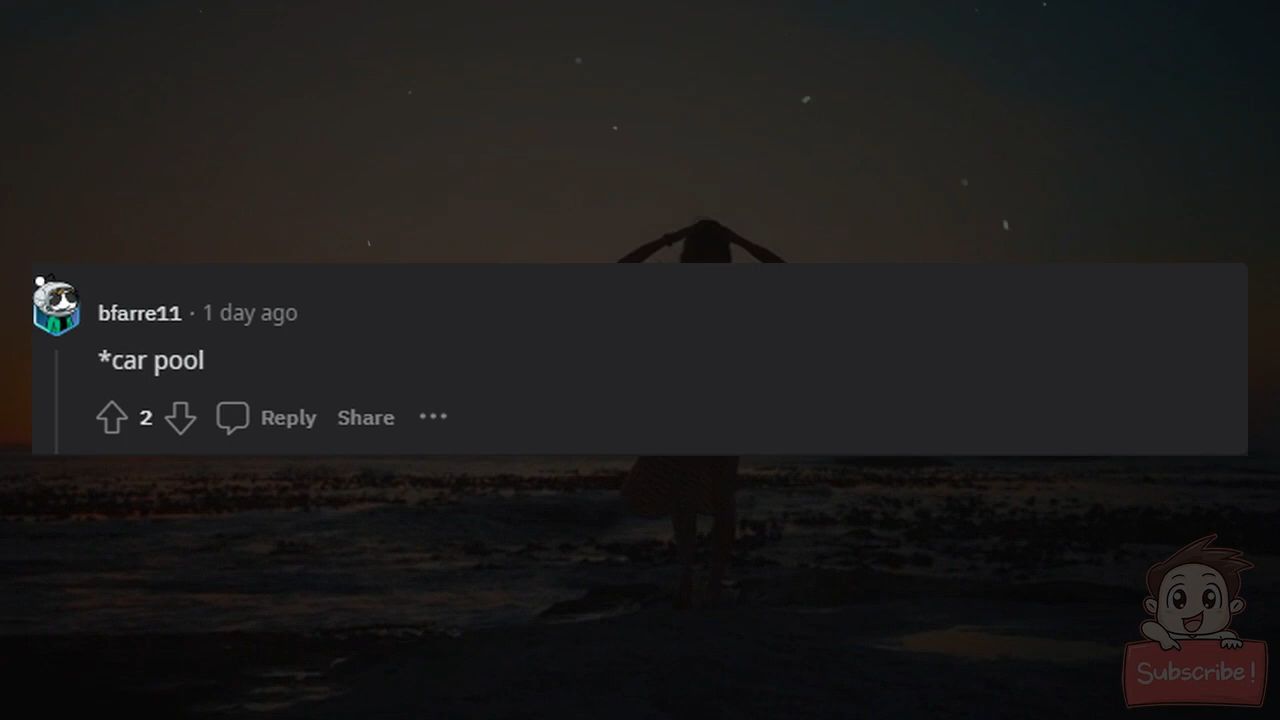 bfarre11 · 1 day ago
*car pool
2 Reply Share •••
Subscribe!